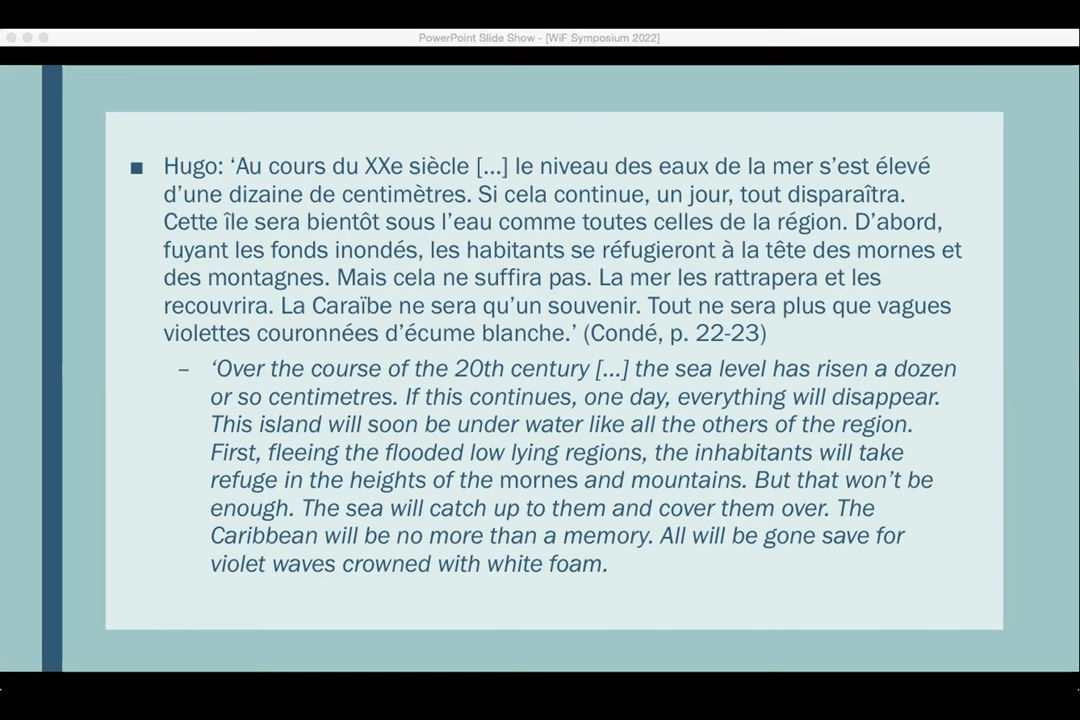 PowerPoint Slide Show - [WiF Symposium 2022]
■ Hugo: ‘Au cours du XXe siècle [...] le niveau des eaux de la mer s’est élevé
d’une dizaine de centimètres. Si cela continue, un jour, tout disparaîtra.
Cette île sera bientôt sous l’eau comme toutes celles de la région. D’abord,
fuyant les fonds inondés, les habitants se réfugieront à la tête des mornes et
des montagnes. Mais cela ne suffira pas. La mer les rattrapera et les
recouvrira. La Caraïbe ne sera qu’un souvenir. Tout ne sera plus que vagues
violettes couronnées d’écume blanche.’ (Condé, p. 22-23)
– ‘Over the course of the 20th century [...] the sea level has risen a dozen
or so centimetres. If this continues, one day, everything will disappear.
This island will soon be under water like all the others of the region.
First, fleeing the flooded low lying regions, the inhabitants will take
refuge in the heights of the mornes and mountains. But that won’t be
enough. The sea will catch up to them and cover them over. The
Caribbean will be no more than a memory. All will be gone save for
violet waves crowned with white foam.